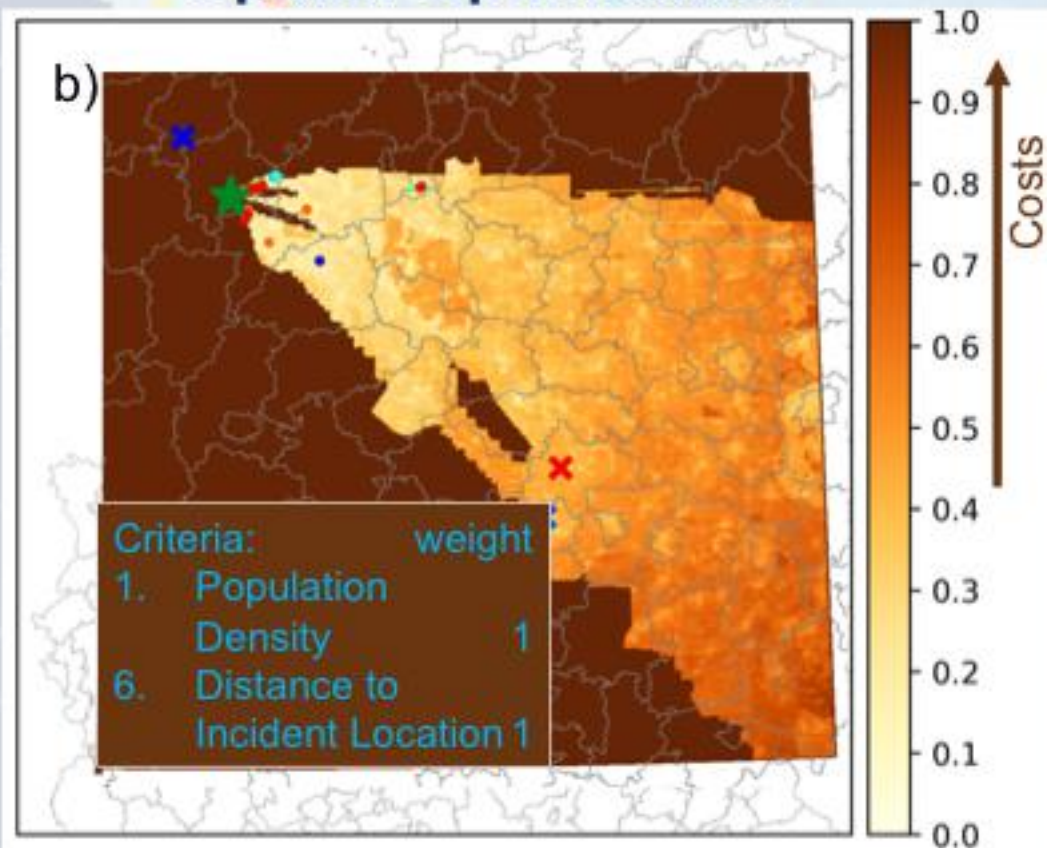 b)
1.0
0.9
0.8
0.7
0.6
0.5
0.4
0.3
0.2
0.1
0.0
Costs
Criteria: weight
1. Population
Density 1
6. Distance to
Incident Location 1